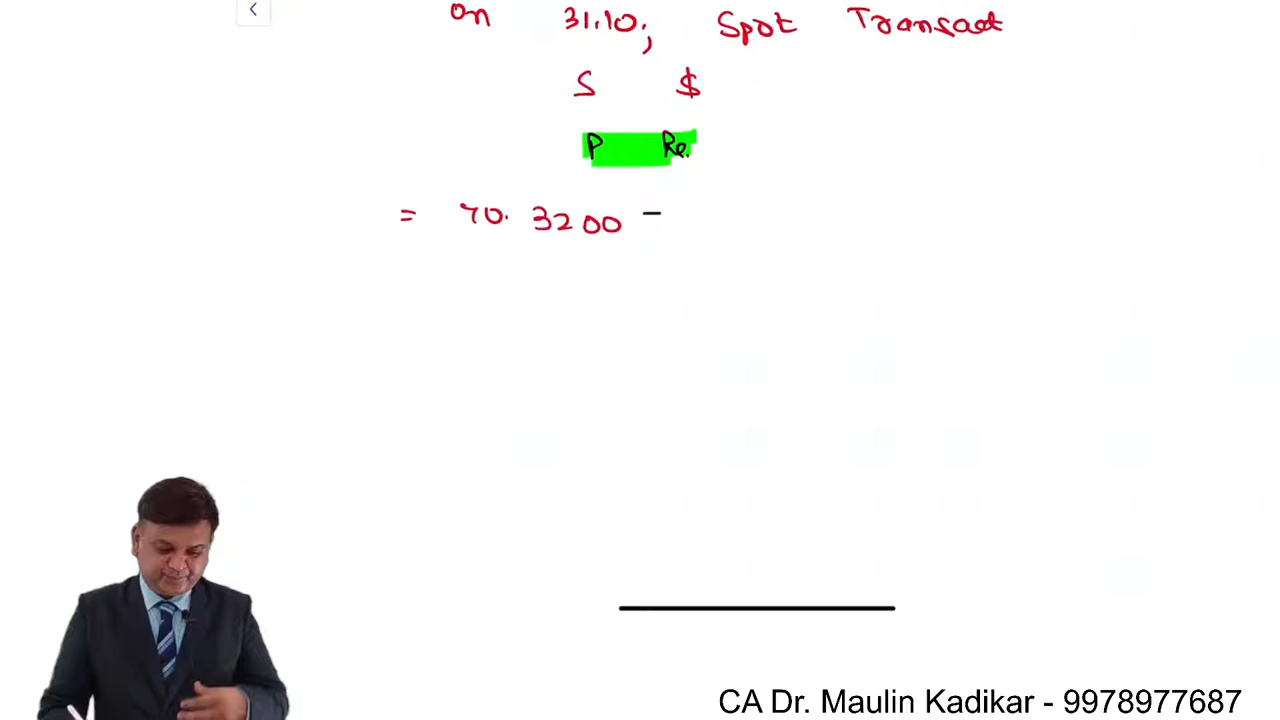 On 31.10; Spot Transact
S $
P Re.
= 70. 3200 -
CA Dr. Maulin Kadikar - 9978977687